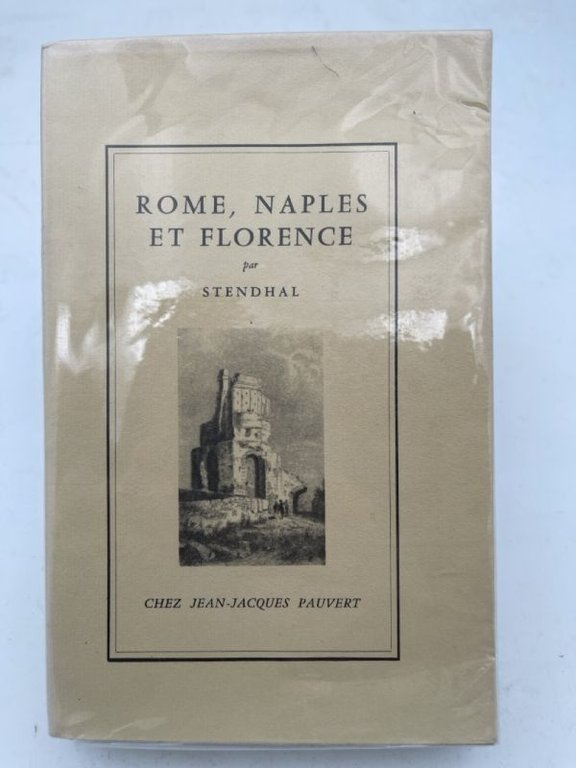 ROME, NAPLES
ET FLORENCE
par
STENDHAL
CHEZ JEAN-JACQUES PAUVERT